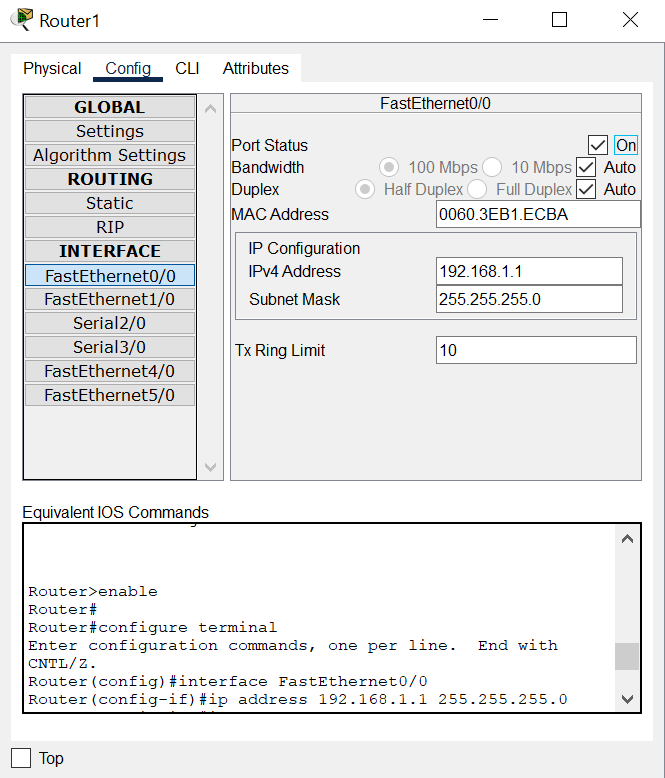 Router1
Physical Config CLI Attributes
GLOBAL
Settings
Algorithm Settings
ROUTING
Static
RIP
INTERFACE
FastEthernet0/0
FastEthernet1/0
Serial2/0
Serial3/0
FastEthernet4/0
FastEthernet5/0
FastEthernet0/0
Port Status On
Bandwidth 100 Mbps 10 Mbps Auto
Duplex Half Duplex Full Duplex Auto
MAC Address 0060.3EB1.ECBA
IP Configuration
IPv4 Address 192.168.1.1
Subnet Mask 255.255.255.0
Tx Ring Limit 10
Equivalent IOS Commands
Router>enable
Router#
Router#configure terminal
Enter configuration commands, one per line. End with
CNTL/Z.
Router(config)#interface FastEthernet0/0
Router(config-if)#ip address 192.168.1.1 255.255.255.0
Top